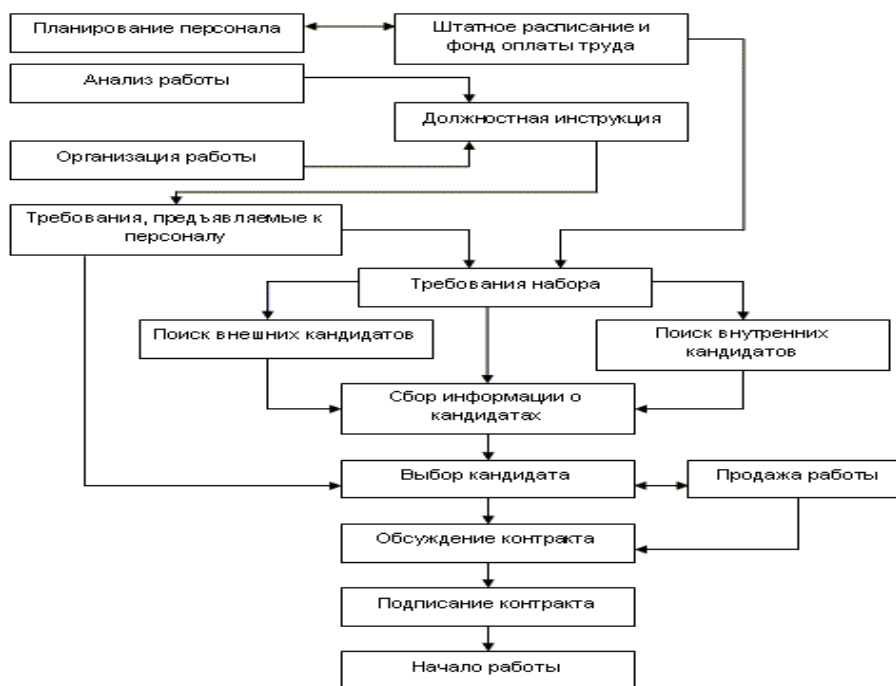 Планирование персонала
Штатное расписание и
фонд оплаты труда
Анализ работы
Должностная инструкция
Организация работы
Требования, предъявляемые к
персоналу
Требования набора
Поиск внешних кандидатов
Поиск внутренних
кандидатов
Сбор информации о
кандидатах
Выбор кандидата
Продажа работы
Обсуждение контракта
Подписание контракта
Начало работы